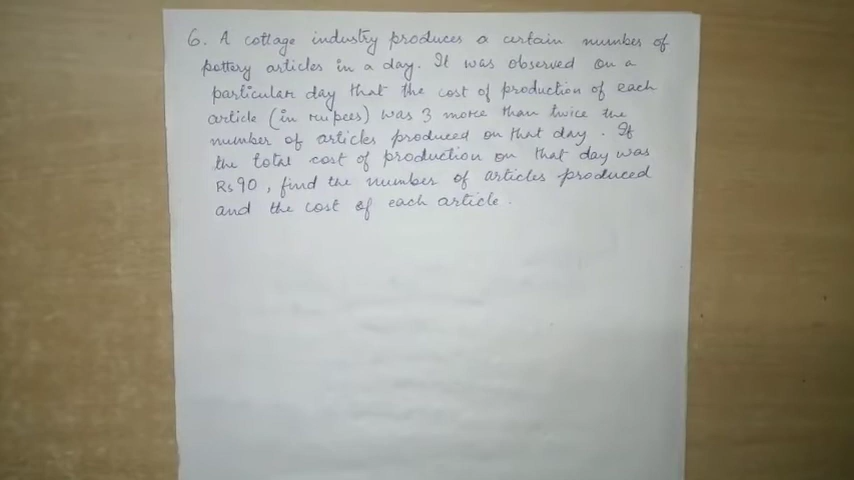 6. A cottage industry produces a certain number of
pottery articles in a day. It was observed on a
particular day that the cost of production of each
article (in rupees) was 3 more than twice the
number of articles produced on that day. If
the total cost of production on that day was
Rs 90, find the number of articles produced
and the cost of each article.